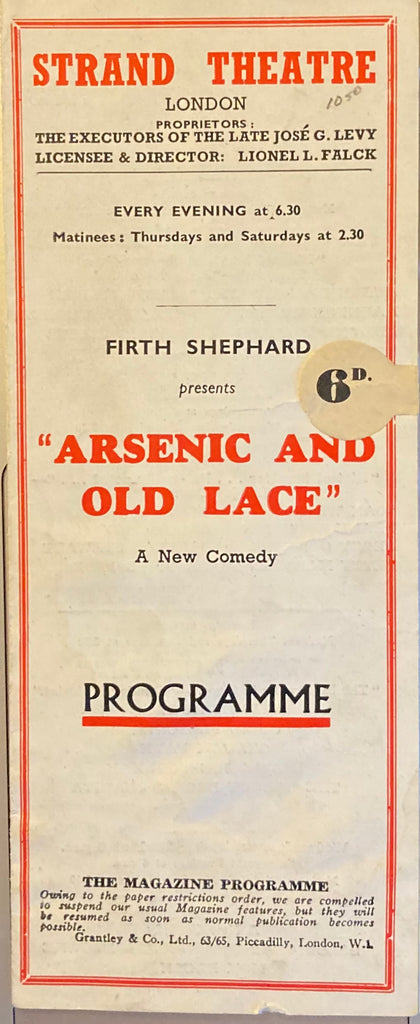 STRAND THEATRE
1050
LONDON
PROPRIETORS:
THE EXECUTORS OF THE LATE JOSÉ G. LEVY
LICENSEE & DIRECTOR: LIONEL L. FALCK
EVERY EVENING at 6.30
Matinees: Thursdays and Saturdays at 2.30
FIRTH SHEPHARD
6D.
presents
"ARSENIC AND
OLD LACE"
A New Comedy
PROGRAMME
THE MAGAZINE PROGRAMME
Owing to the paper restrictions order, we are compelled
to suspend our usual Magazine features, but they will
be resumed as soon as normal publication becomes
possible.
Grantley & Co., Ltd., 63/65, Piccadilly, London, W.1.